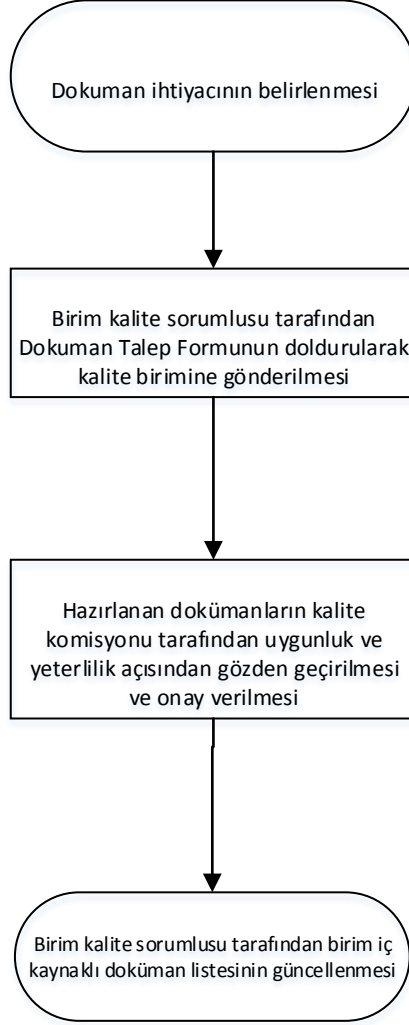 Dokuman ihtiyacının belirlenmesi
Birim kalite sorumlusu tarafından
Dokuman Talep Formunun doldurularak
kalite birimine gönderilmesi
Hazırlanan dokümanların kalite
komisyonu tarafından uygunluk ve
yeterlilik açısından gözden geçirilmesi
ve onay verilmesi
Birim kalite sorumlusu tarafından birim iç
kaynaklı doküman listesinin güncellenmesi